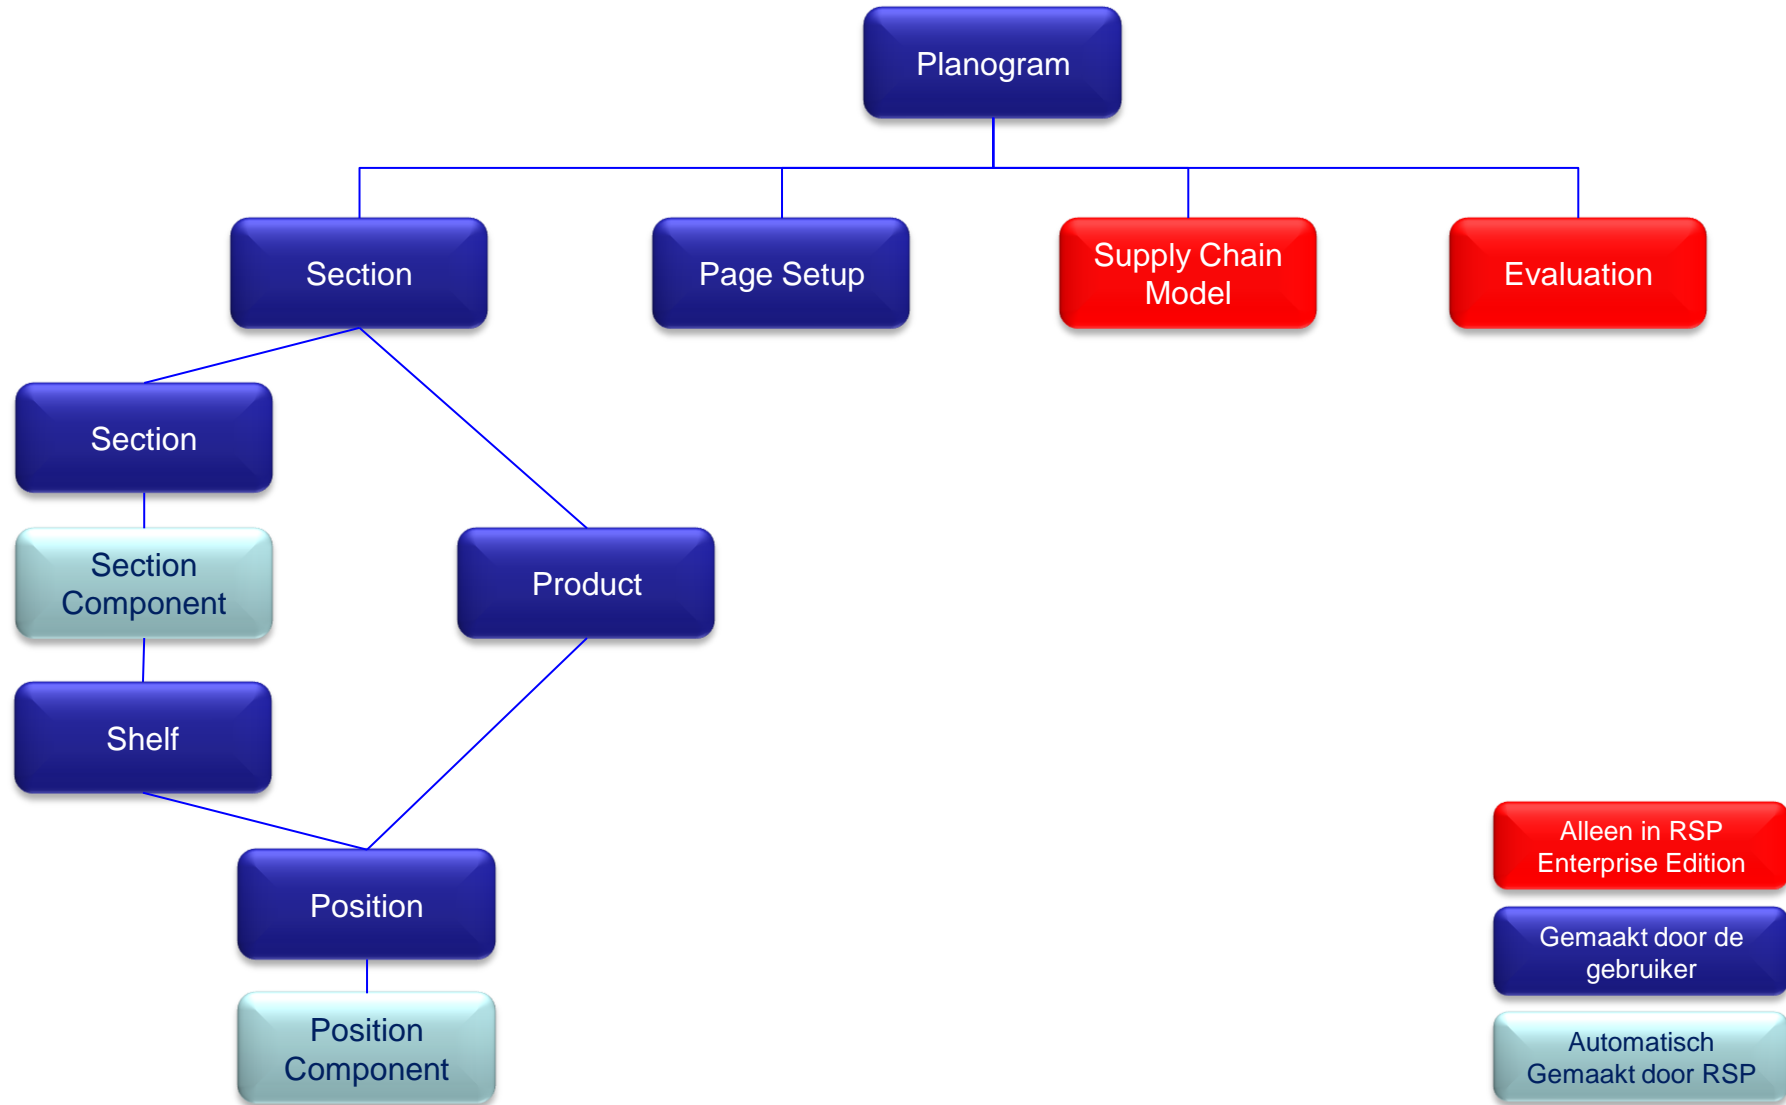 Planogram
Section
Page Setup
Supply Chain
Model
Evaluation
Section
Section
Component
Product
Shelf
Position
Position
Component
Alleen in RSP
Enterprise Edition
Gemaakt door de
gebruiker
Automatisch
Gemaakt door RSP